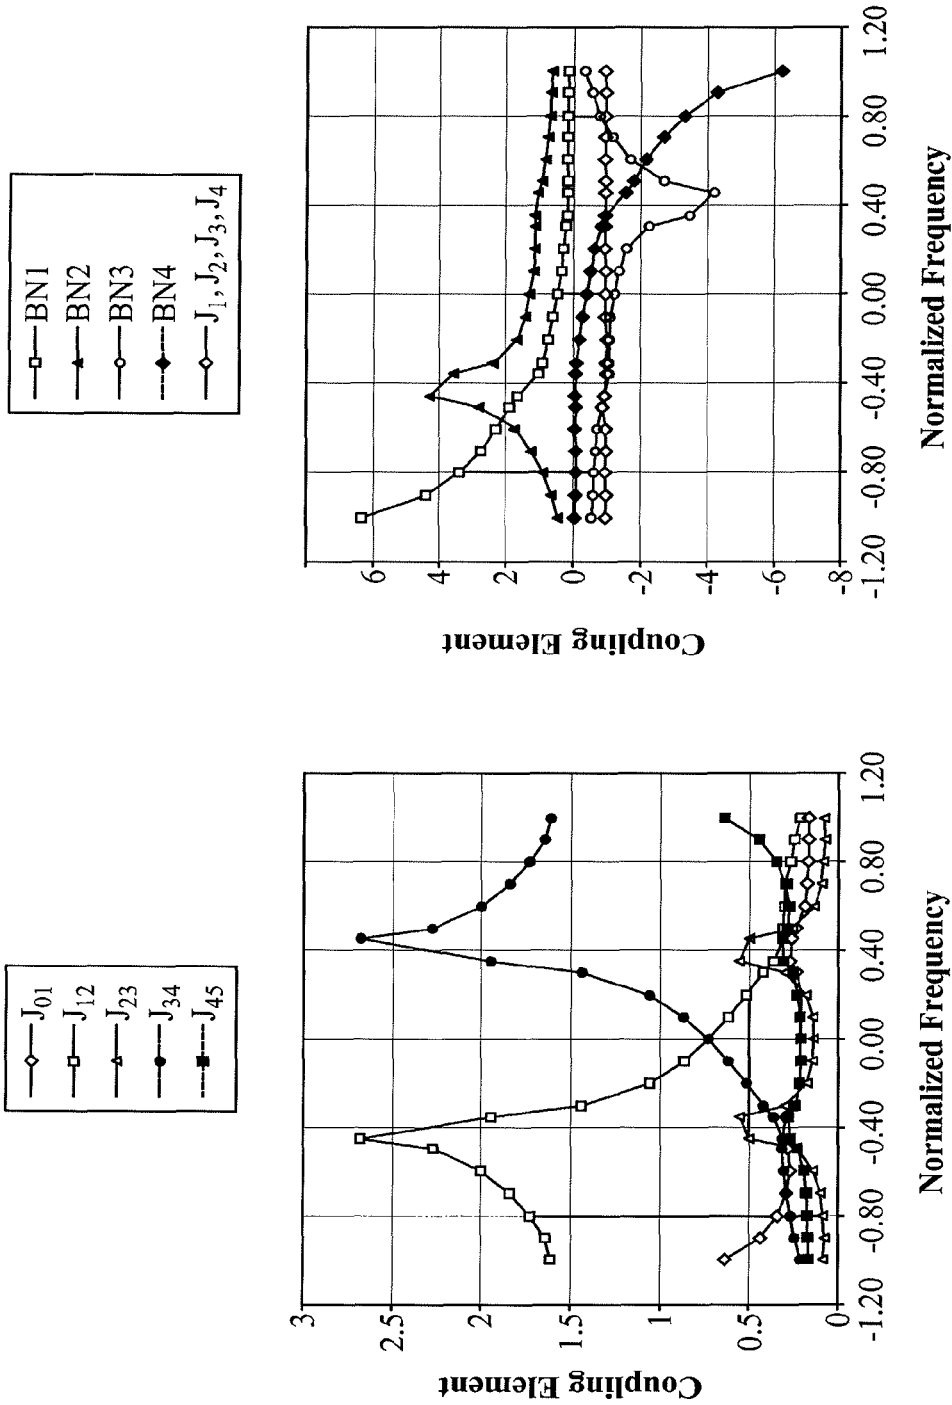 J01
J12
J23
J34
J45
3
2.5
2
1.5
1
0.5
0
-1.20
-0.80
-0.40
0.00
0.40
0.80
1.20
Coupling Element
Normalized Frequency
BN1
BN2
BN3
BN4
J1, J2, J3, J4
6
4
2
0
-2
-4
-6
-8
-1.20
-0.80
-0.40
0.00
0.40
0.80
1.20
Coupling Element
Normalized Frequency